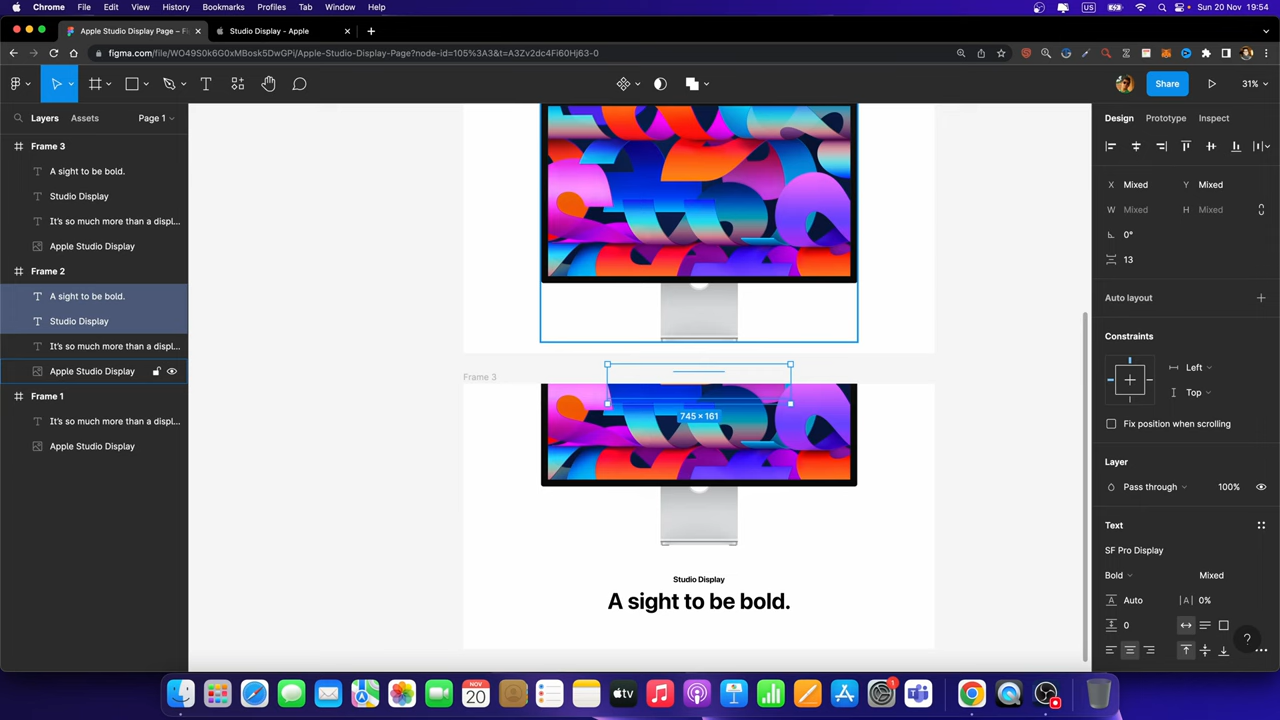 Chrome File Edit View History Bookmarks Profiles Tab Window Help
US Sun 20 Nov 19:54
Apple Studio Display Page – Fi
Studio Display - Apple
figma.com/file/WO49S0k6G0xMBosk5DwGPl/Apple-Studio-Display-Page?node-id=105%3A3&t=A3Zv2dc4Fi60Hj63-0
Share
31%
Layers Assets Page 1
Design Prototype Inspect
Frame 3
A sight to be bold.
Studio Display
It's so much more than a displ...
Apple Studio Display
Frame 2
A sight to be bold.
Studio Display
It's so much more than a displ...
Apple Studio Display
Frame 1
It's so much more than a displ...
Apple Studio Display
Frame 3
745 × 161
Studio Display
A sight to be bold.
X Mixed Y Mixed
W Mixed H Mixed
0°
13
Auto layout
Constraints
Left
Top
Fix position when scrolling
Layer
Pass through 100%
Text
SF Pro Display
Bold Mixed
Auto 0%
0
?
NOV
20
tv
1